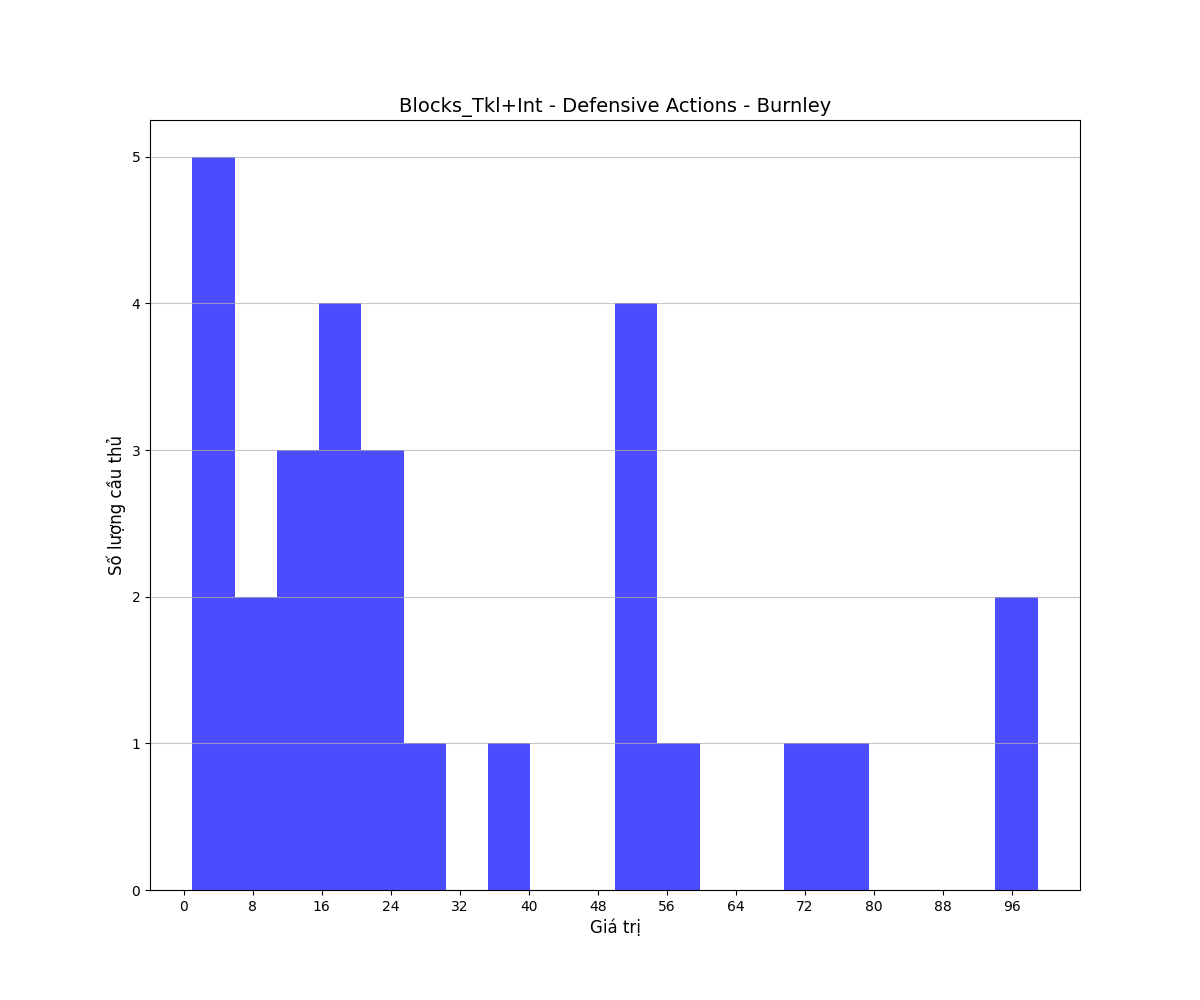 Blocks_Tkl+Int - Defensive Actions - Burnley
Số lượng cầu thủ
5
4
3
2
1
0
0 8 16 24 32 40 48 56 64 72 80 88 96
Giá trị